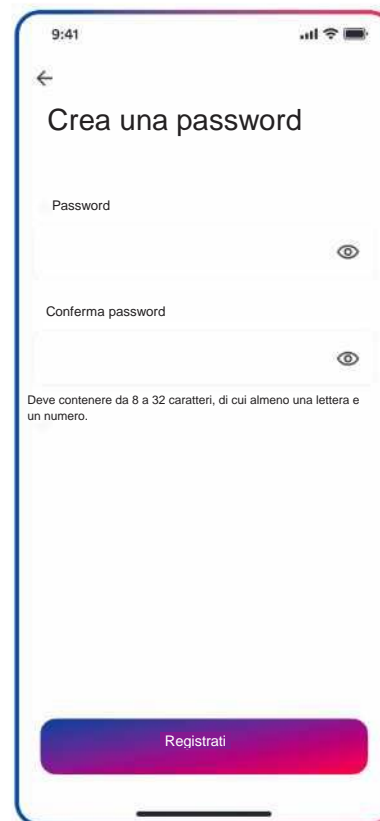 9:41
Crea una password
Password
Conferma password
Deve contenere da 8 a 32 caratteri, di cui almeno una lettera e
un numero.
Registrati